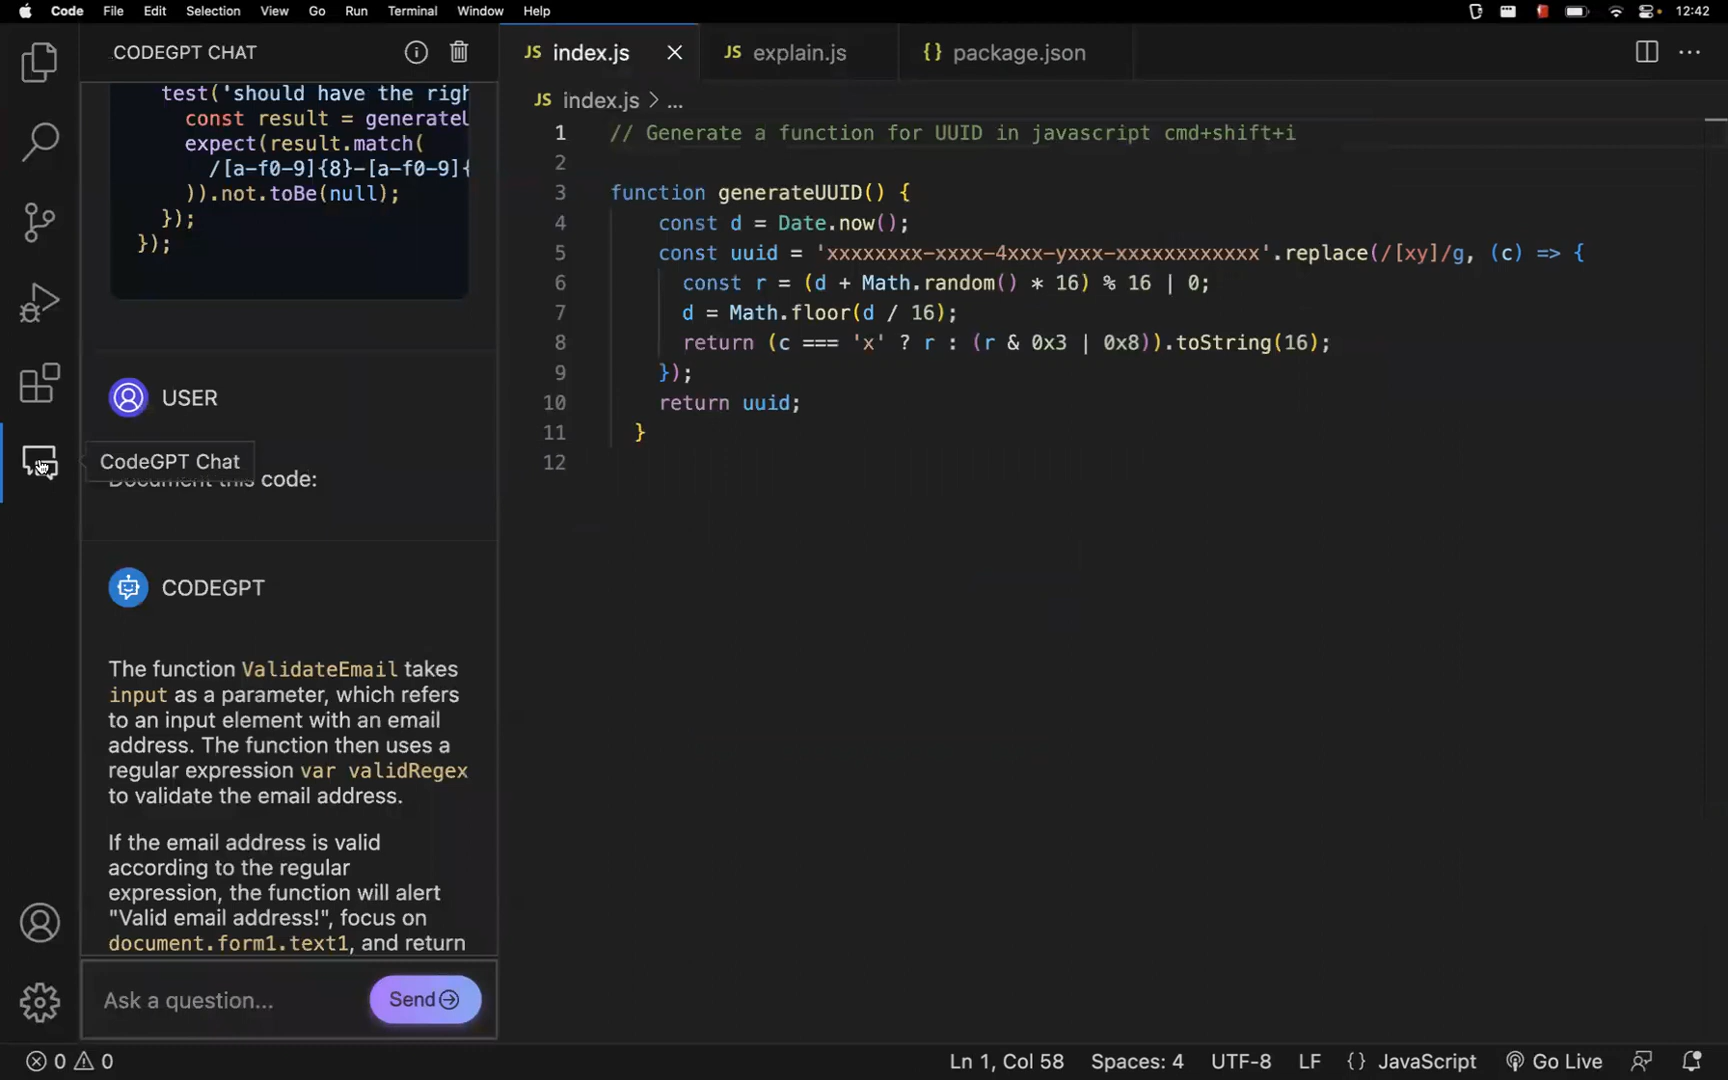 Code File Edit Selection View Go Run Terminal Window Help 12:42
CODEGPT CHAT
JS index.js
JS explain.js
{} package.json
JS index.js > ...
test('should have the righ
const result = generateU
expect(result.match(
/[a-f0-9]{8}-[a-f0-9]{
)).not.toBe(null);
});
});
USER
CodeGPT Chat
Document this code:
CODEGPT
The function ValidateEmail takes
input as a parameter, which refers
to an input element with an email
address. The function then uses a
regular expression var validRegex
to validate the email address.
If the email address is valid
according to the regular
expression, the function will alert
"Valid email address!", focus on
document.form1.text1, and return
Ask a question...
Send
1 // Generate a function for UUID in javascript cmd+shift+i
2
3 function generateUUID() {
4 const d = Date.now();
5 const uuid = 'xxxxxxxx-xxxx-4xxx-yxxx-xxxxxxxxxxxx'.replace(/[xy]/g, (c) => {
6 const r = (d + Math.random() * 16) % 16 | 0;
7 d = Math.floor(d / 16);
8 return (c === 'x' ? r : (r & 0x3 | 0x8)).toString(16);
9 });
10 return uuid;
11 }
12
0 0 Ln 1, Col 58 Spaces: 4 UTF-8 LF {} JavaScript Go Live